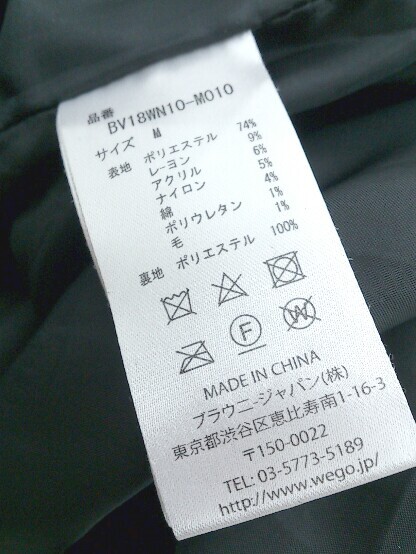 品番
BV18WN10-MO10
サイズ M
表地 ポリエステル 74%
レーヨン 9%
アクリル 6%
ナイロン 5%
綿 4%
ポリウレタン 1%
毛 1%
裏地 ポリエステル 100%
F
W
MADE IN CHINA
ブラウニージャパン(株)
東京都渋谷区恵比寿南1-16-3
〒150-0022
TEL: 03-5773-5189
http://www.wego.jp/